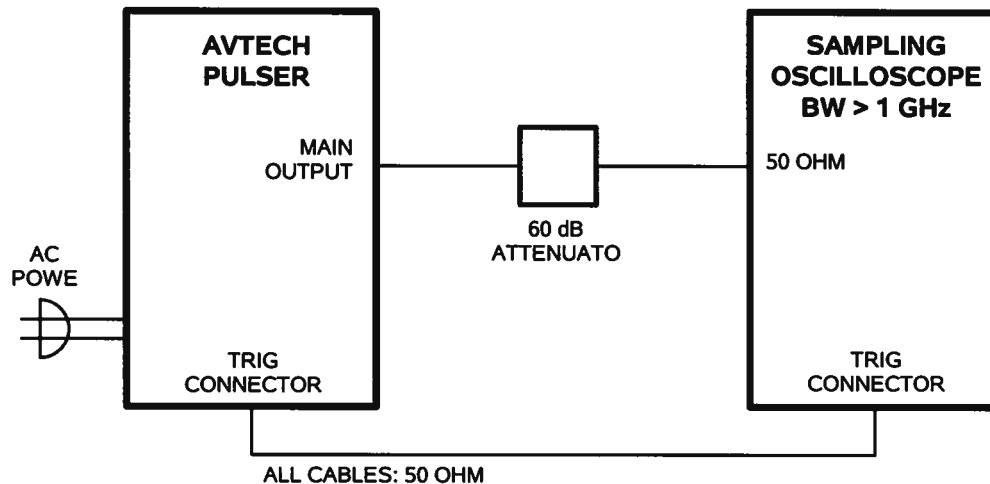 AVTECH
PULSER
SAMPLING
OSCILLOSCOPE
BW > 1 GHz
MAIN
OUTPUT
50 OHM
60 dB
ATTENUATO
AC
POWE
TRIG
CONNECTOR
TRIG
CONNECTOR
ALL CABLES: 50 OHM